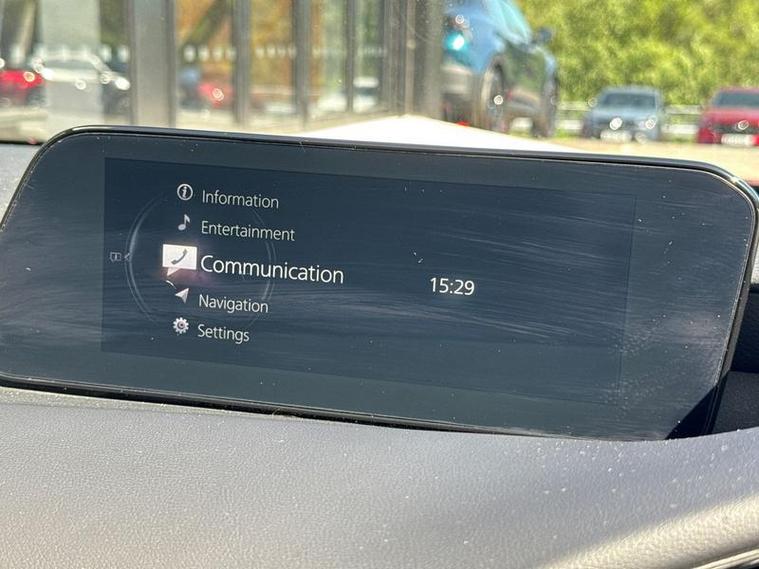 Information
Entertainment
Communication
15:29
Navigation
Settings